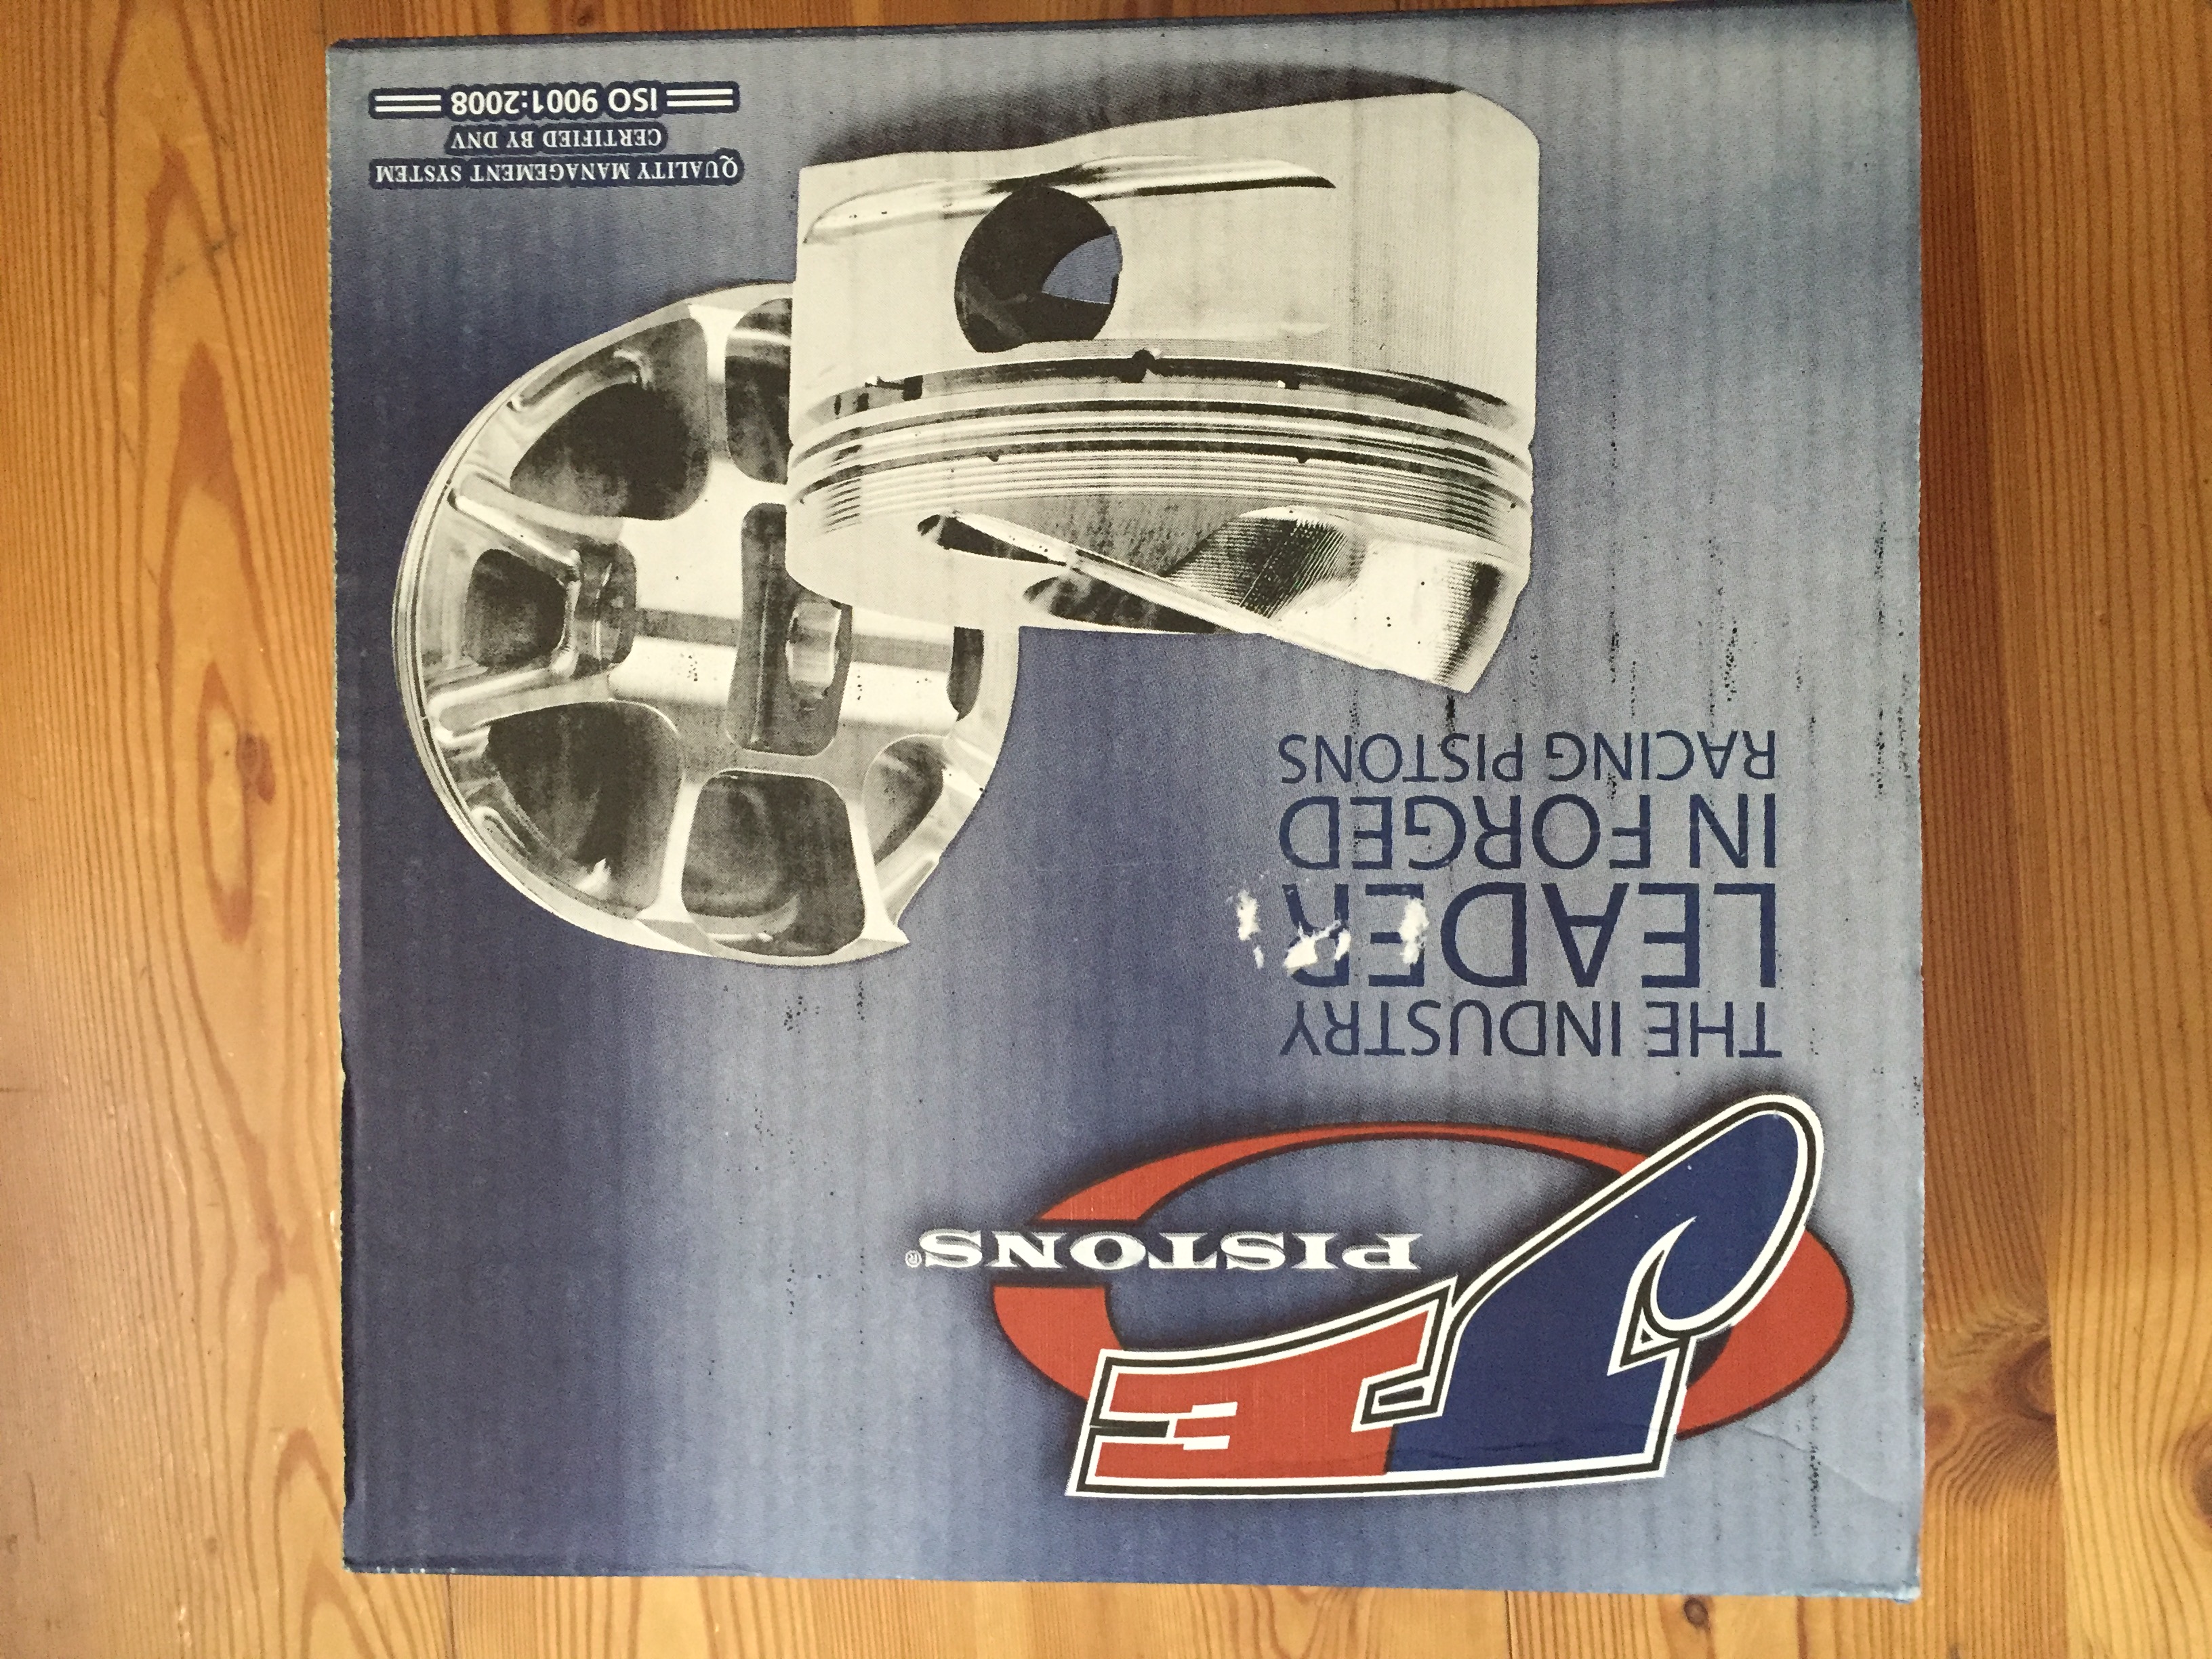 JE
PISTONS®
THE INDUSTRY
LEADER
IN FORGED
RACING PISTONS
QUALITY MANAGEMENT SYSTEM
CERTIFIED BY DNV
ISO 9001:2008